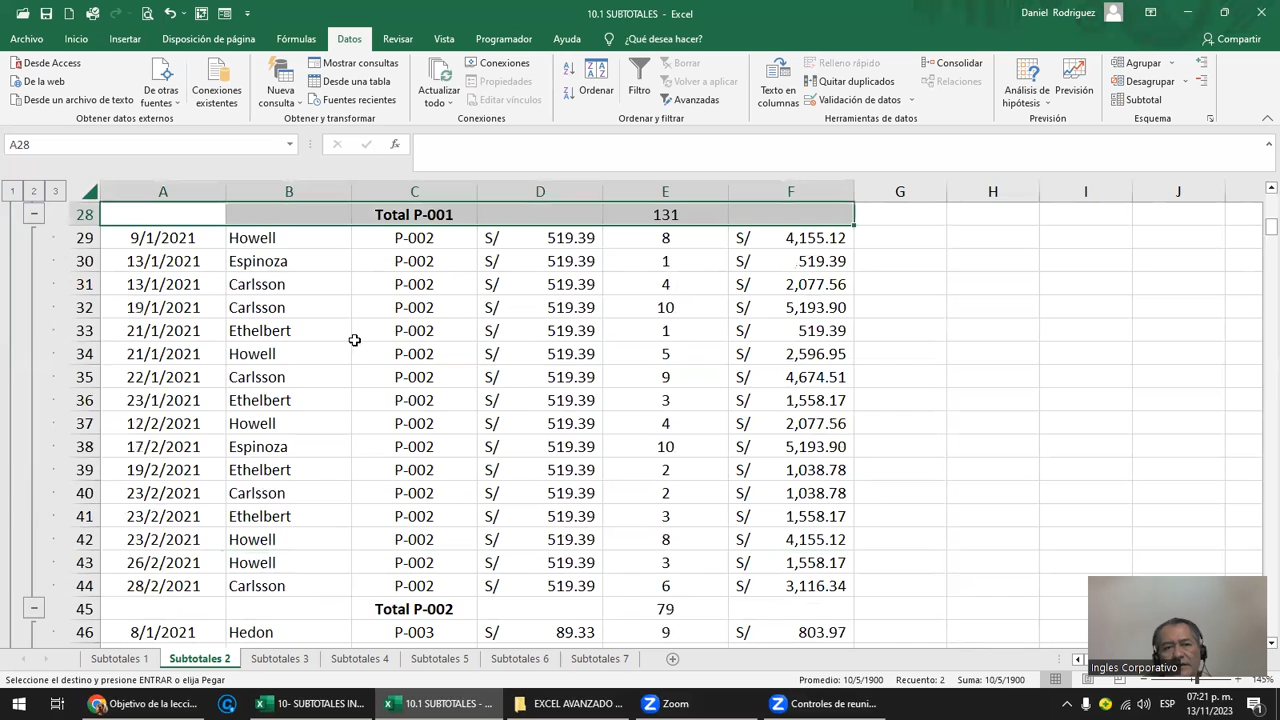 10.1 SUBTOTALES - Excel
Daniel Rodriguez
Archivo Inicio Insertar Disposición de página Fórmulas Datos Revisar Vista Programador Ayuda ¿Qué desea hacer? Compartir
Desde Access
De la web
Desde un archivo de texto
De otras fuentes
Conexiones existentes
Obtener datos externos
Nueva consulta
Mostrar consultas
Desde una tabla
Fuentes recientes
Obtener y transformar
Actualizar todo
Conexiones
Propiedades
Editar vínculos
Conexiones
Ordenar
Filtro
Borrar
Volver a aplicar
Avanzadas
Ordenar y filtrar
Texto en columnas
Relleno rápido
Quitar duplicados
Validación de datos
Consolidar
Relaciones
Herramientas de datos
Análisis de hipótesis
Previsión
Previsión
Agrupar
Desagrupar
Subtotal
Esquema
A28
1 2 3 A B C D E F G H I J
28 Total P-001 131
29 9/1/2021 Howell P-002 S/ 519.39 8 S/ 4,155.12
30 13/1/2021 Espinoza P-002 S/ 519.39 1 S/ 519.39
31 13/1/2021 Carlsson P-002 S/ 519.39 4 S/ 2,077.56
32 19/1/2021 Carlsson P-002 S/ 519.39 10 S/ 5,193.90
33 21/1/2021 Ethelbert P-002 S/ 519.39 1 S/ 519.39
34 21/1/2021 Howell P-002 S/ 519.39 5 S/ 2,596.95
35 22/1/2021 Carlsson P-002 S/ 519.39 9 S/ 4,674.51
36 23/1/2021 Ethelbert P-002 S/ 519.39 3 S/ 1,558.17
37 12/2/2021 Howell P-002 S/ 519.39 4 S/ 2,077.56
38 17/2/2021 Espinoza P-002 S/ 519.39 10 S/ 5,193.90
39 19/2/2021 Ethelbert P-002 S/ 519.39 2 S/ 1,038.78
40 23/2/2021 Carlsson P-002 S/ 519.39 2 S/ 1,038.78
41 23/2/2021 Ethelbert P-002 S/ 519.39 3 S/ 1,558.17
42 23/2/2021 Howell P-002 S/ 519.39 8 S/ 4,155.12
43 26/2/2021 Howell P-002 S/ 519.39 3 S/ 1,558.17
44 28/2/2021 Carlsson P-002 S/ 519.39 6 S/ 3,116.34
45 Total P-002 79
46 8/1/2021 Hedon P-003 S/ 89.33 9 S/ 803.97
Subtotales 1 Subtotales 2 Subtotales 3 Subtotales 4 Subtotales 5 Subtotales 6 Subtotales 7
Ingles Corporativo
Seleccione el destino y presione ENTRAR o elija Pegar Promedio: 10/5/1900 Recuento: 2 Suma: 10/5/1900 145%
Objetivo de la lecci... 10- SUBTOTALES IN... 10.1 SUBTOTALES - ... EXCEL AVANZADO ... Zoom Controles de reuni... ESP 07:21 p. m.
13/11/2023